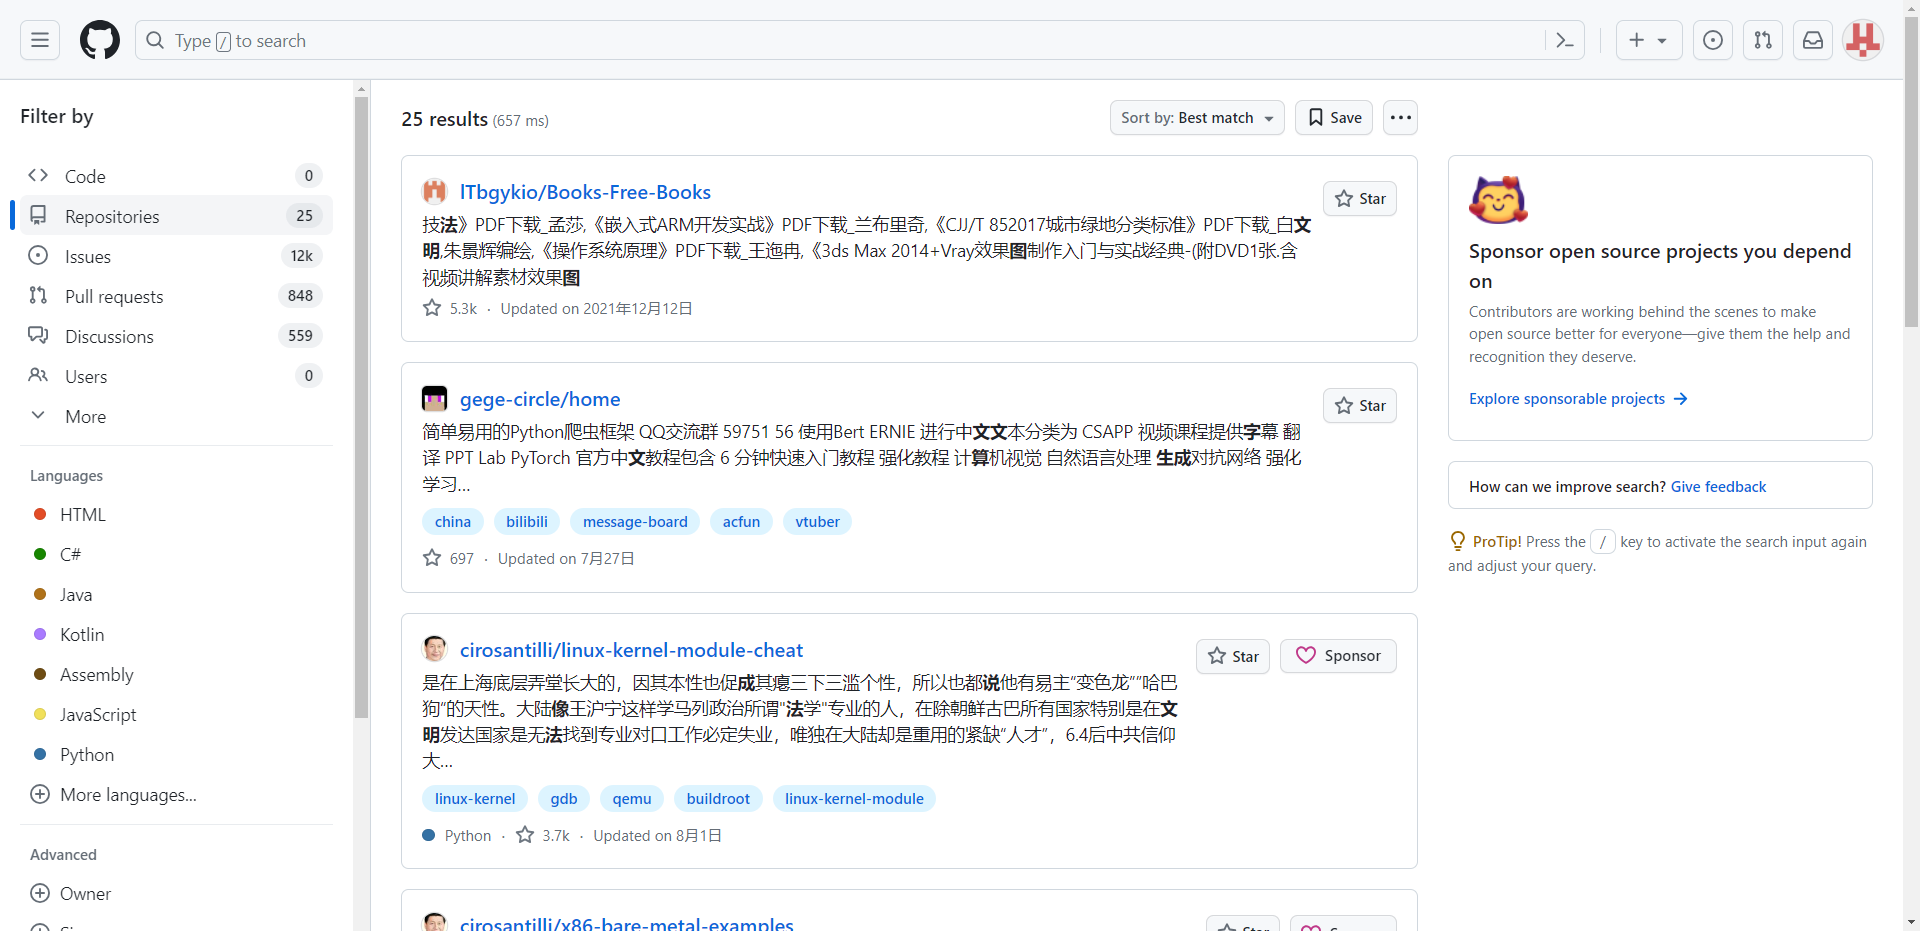 Type / to search
Filter by
Code 0
Repositories 25
Issues 12k
Pull requests 848
Discussions 559
Users 0
More
Languages
HTML
C#
Java
Kotlin
Assembly
JavaScript
Python
More languages...
Advanced
Owner
25 results (657 ms)
Sort by: Best match
Save
lTbgykio/Books-Free-Books
Star
技法》PDF下载_孟莎,《嵌入式ARM开发实战》PDF下载_兰布里奇,《CJJ/T 852017城市绿地分类标准》PDF下载_白文
明,朱景辉编绘,《操作系统原理》PDF下载_王迤冉,《3ds Max 2014+Vray效果图制作入门与实战经典-(附DVD1张.含
视频讲解素材效果图
5.3k · Updated on 2021年12月12日
gege-circle/home
Star
简单易用的Python爬虫框架 QQ交流群 59751 56 使用Bert ERNIE 进行中文文本分类为 CSAPP 视频课程提供字幕 翻
译 PPT Lab PyTorch 官方中文教程包含 6 分钟快速入门教程 强化教程 计算机视觉 自然语言处理 生成对抗网络 强化
学习...
china bilibili message-board acfun vtuber
697 · Updated on 7月27日
cirosantilli/linux-kernel-module-cheat
Star
Sponsor
是在上海底层弄堂长大的，因其本性也促成其瘪三下三滥个性，所以也都说他有易主“变色龙”“哈巴
狗“的天性。大陆像王沪宁这样学马列政治所谓"法学"专业的人，在除朝鲜古巴所有国家特别是在文
明发达国家是无法找到专业对口工作必定失业，唯独在大陆却是重用的紧缺“人才”，6.4后中共信仰
大...
linux-kernel gdb qemu buildroot linux-kernel-module
Python · 3.7k · Updated on 8月1日
cirosantilli/x86-bare-metal-examples
Star
Sponsor open source projects you depend
on
Contributors are working behind the scenes to make
open source better for everyone—give them the help and
recognition they deserve.
Explore sponsorable projects
How can we improve search? Give feedback
ProTip! Press the / key to activate the search input again
and adjust your query.